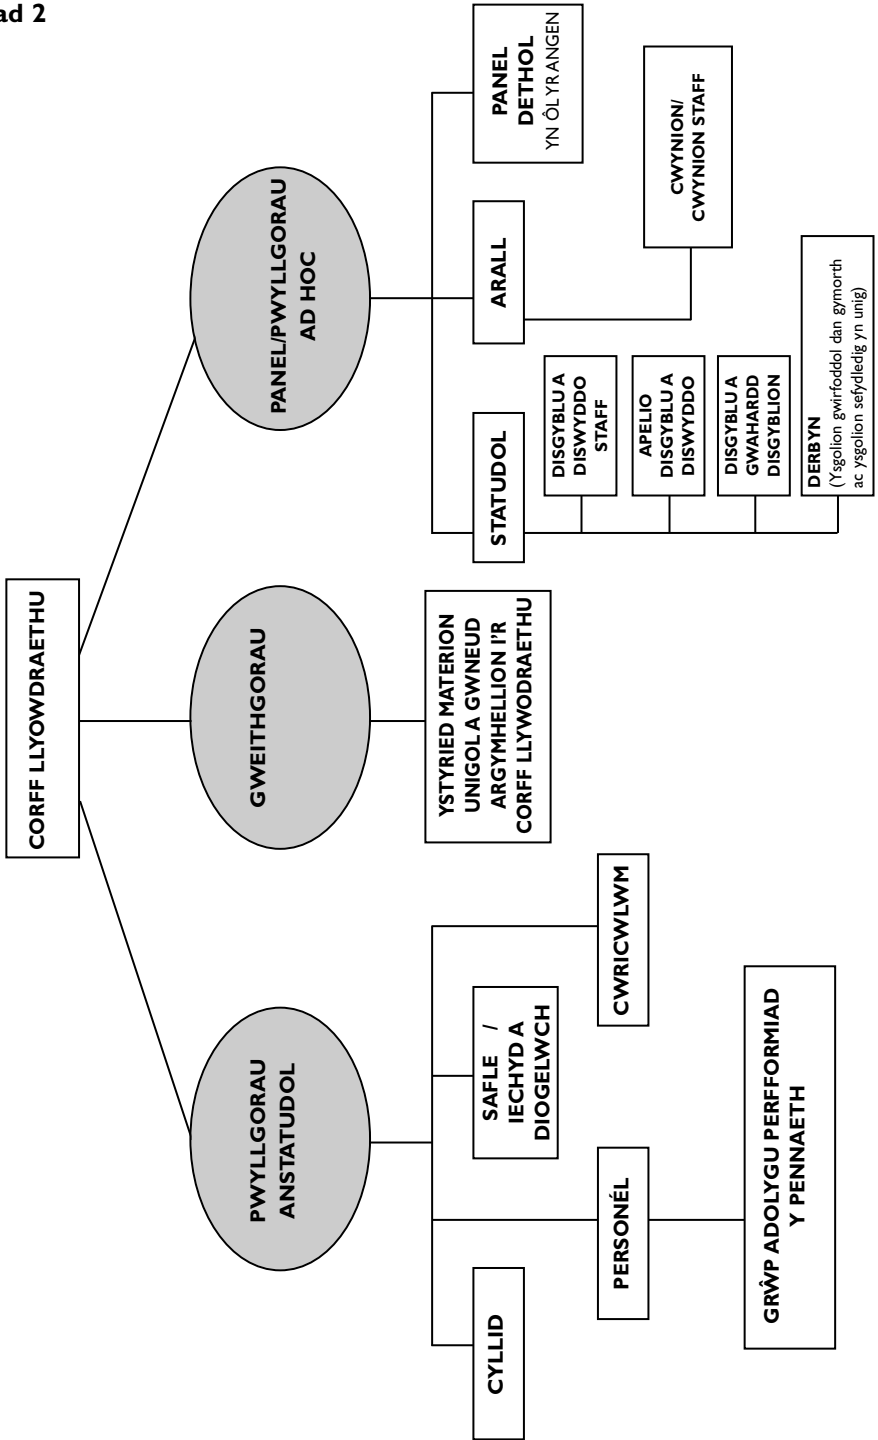 ad 2
CORFF LLYOWDRAETHU
PWYLLGORAU
ANSTATUDOL
GWEITHGORAU
PANEL/PWYLLGORAU
AD HOC
CYLLID
PERSONÉL
GRŴP ADOLYGU PERFFORMIAD
Y PENNAETH
SAFLE /
IECHYD A
DIOGELWCH
CWRICWLWM
YSTYRIED MATERION
UNIGOL A GWNEUD
ARGYMHELLION I'R
CORFF LLYWODRAETHU
STATUDOL
DISGYBLU A
DISWYDDO
STAFF
APELIO
DISGYBLU A
DISWYDDO
DISGYBLU A
GWAHARDD
DISGYBLION
DERBYN
(Ysgolion gwirfoddol dan gymorth
ac ysgolion sefydledig yn unig)
ARALL
CWYNION/
CWYNION STAFF
PANEL
DETHOL
YN ÔL YR ANGEN